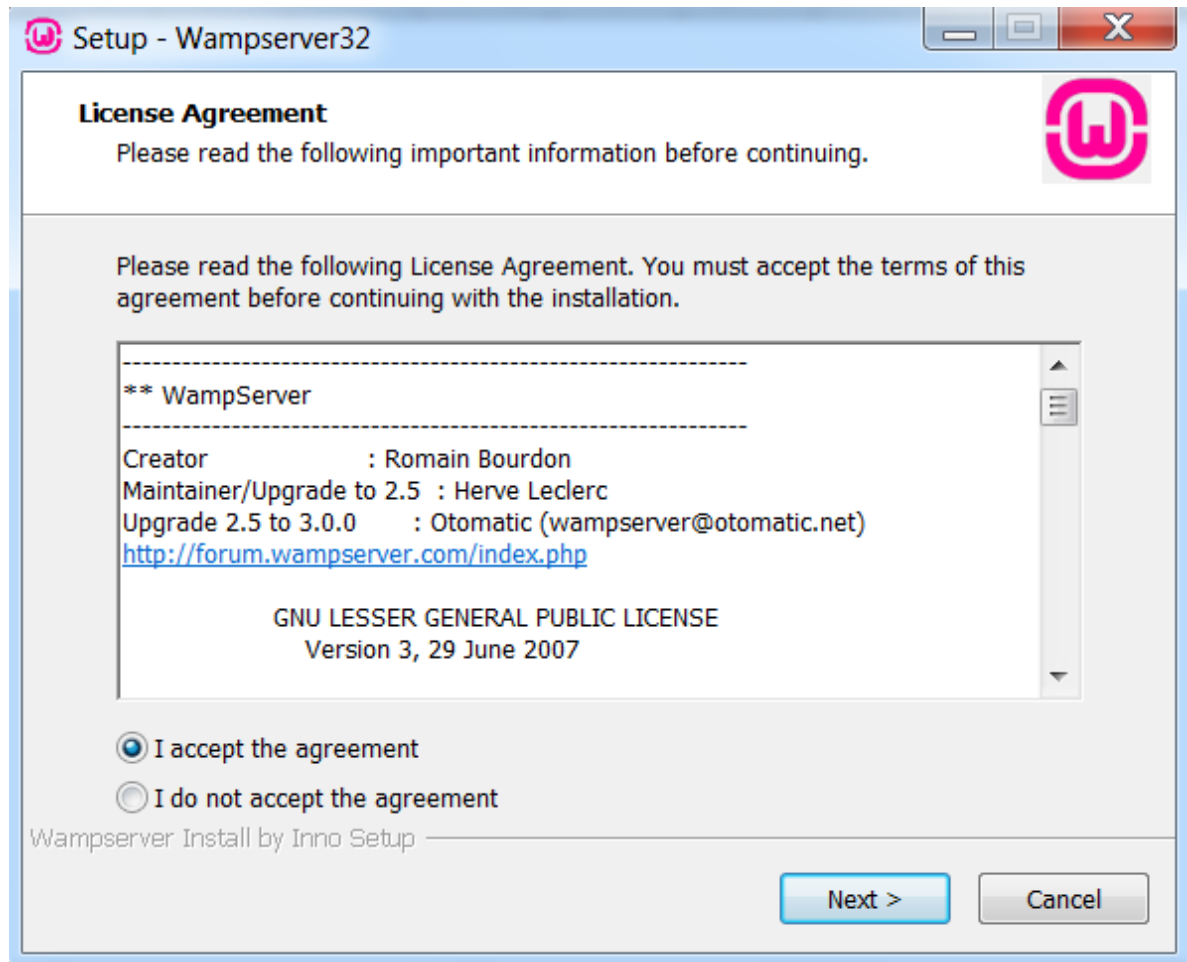 Setup - Wampserver32
License Agreement
Please read the following important information before continuing.
Please read the following License Agreement. You must accept the terms of this
agreement before continuing with the installation.
---------------------------------------------------------------
** WampServer
---------------------------------------------------------------
Creator : Romain Bourdon
Maintainer/Upgrade to 2.5 : Herve Leclerc
Upgrade 2.5 to 3.0.0 : Otomatic (wampserver@otomatic.net)
http://forum.wampserver.com/index.php
GNU LESSER GENERAL PUBLIC LICENSE
Version 3, 29 June 2007
I accept the agreement
I do not accept the agreement
Wampserver Install by Inno Setup
Next >
Cancel